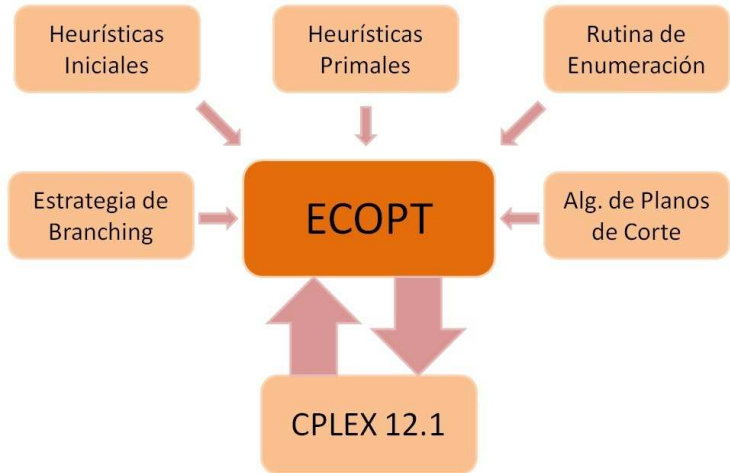 Heurísticas
Iniciales
Heurísticas
Primales
Rutina de
Enumeración
Estrategia de
Branching
ECOPT
Alg. de Planos
de Corte
CPLEX 12.1